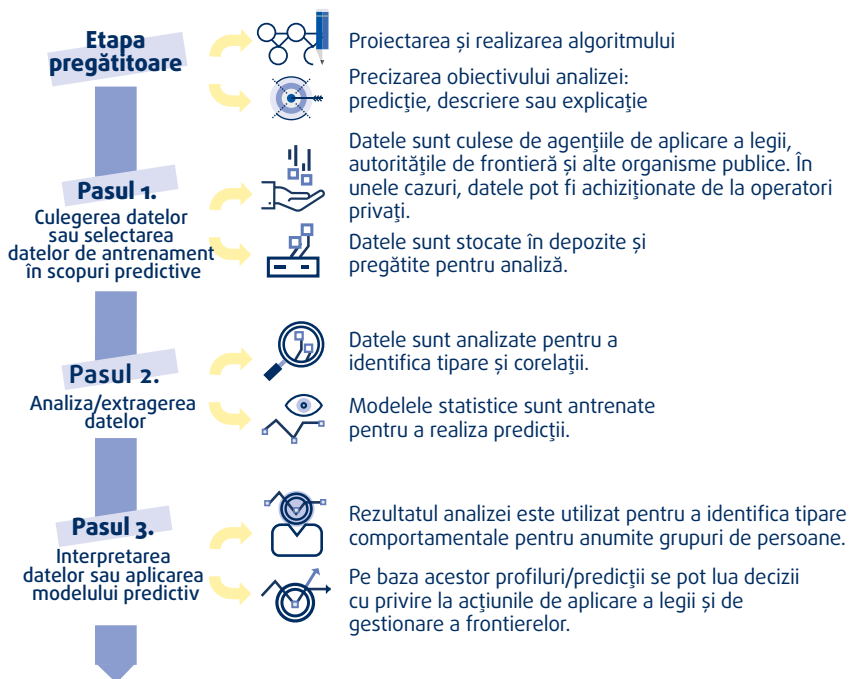 Etapa
pregătitoare
Proiectarea și realizarea algoritmului
Precizarea obiectivului analizei:
predicție, descriere sau explicație
Pasul 1.
Culegerea datelor
sau selectarea
datelor de antrenament
în scopuri predictive
Datele sunt culese de agențiile de aplicare a legii,
autoritățile de frontieră și alte organisme publice. În
unele cazuri, datele pot fi achiziționate de la operatori
privați.
Datele sunt stocate în depozite și
pregătite pentru analiză.
Pasul 2.
Analiza/extragerea
datelor
Datele sunt analizate pentru a
identifica tipare și corelații.
Modelele statistice sunt antrenate
pentru a realiza predicții.
Pasul 3.
Interpretarea
datelor sau aplicarea
modelului predictiv
Rezultatul analizei este utilizat pentru a identifica tipare
comportamentale pentru anumite grupuri de persoane.
Pe baza acestor profiluri/predicții se pot lua decizii
cu privire la acțiunile de aplicare a legii și de
gestionare a frontierelor.